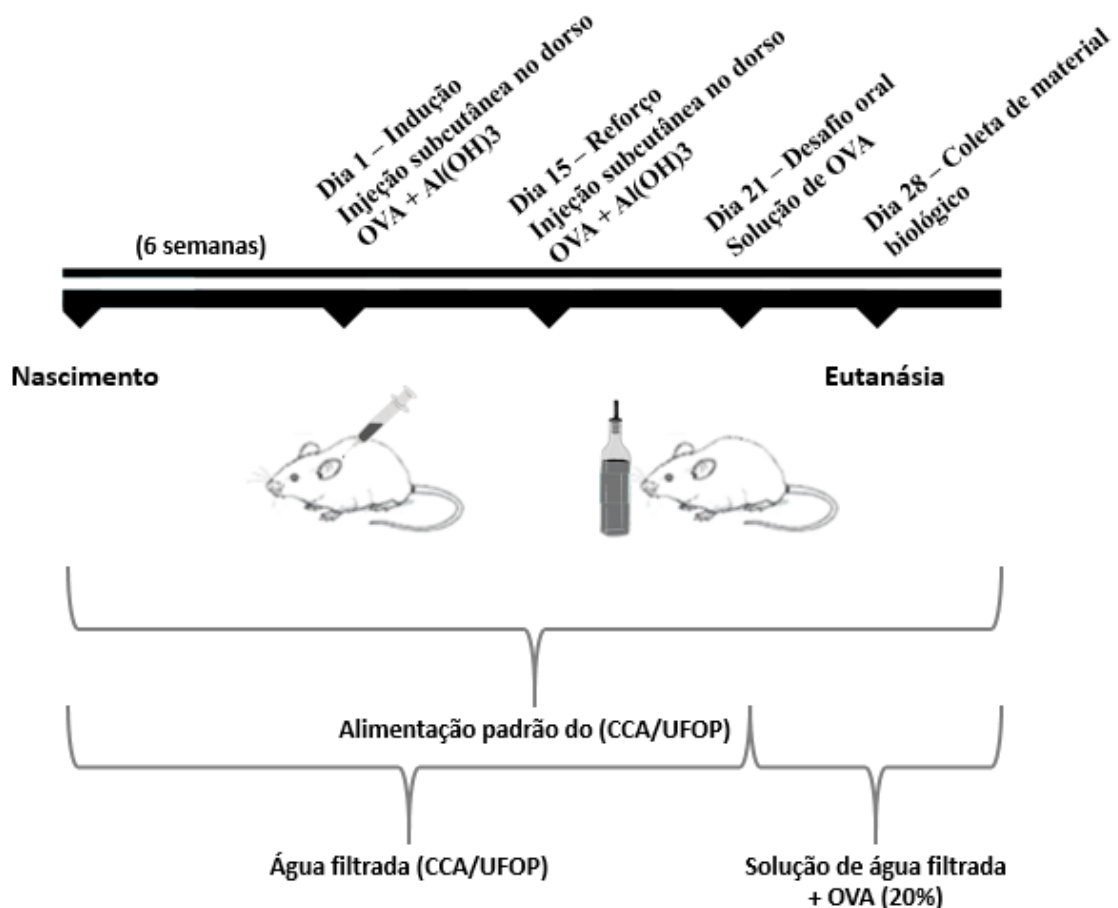 Dia 1 – Indução
Injeção subcutânea no dorso
OVA + Al(OH)3
Dia 15 – Reforço
Injeção subcutânea no dorso
OVA + Al(OH)3
Dia 21 – Desafio oral
Solução de OVA
Dia 28 – Coleta de material
biológico
(6 semanas)
Nascimento
Eutanásia
Alimentação padrão do (CCA/UFOP)
Água filtrada (CCA/UFOP)
Solução de água filtrada
+ OVA (20%)